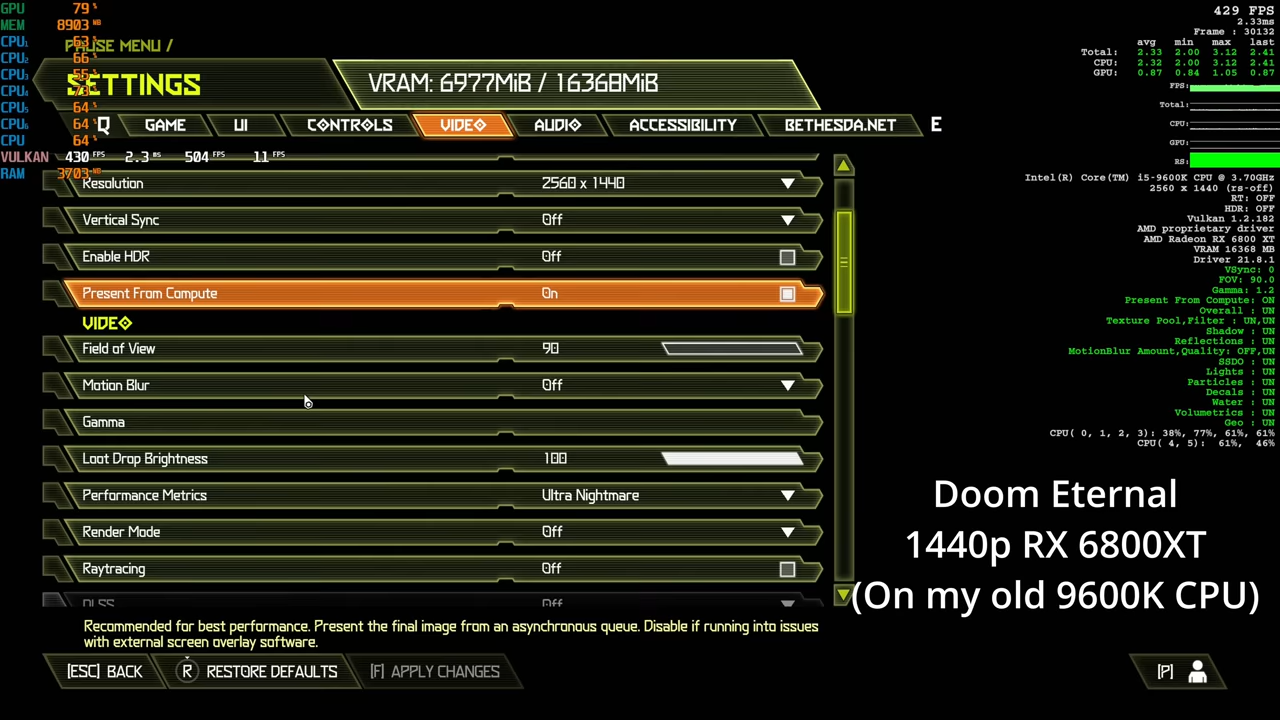 GPU 79 %
MEM 8903 MB
CPU1 63 %
CPU2 66 %
CPU3 55 %
CPU4 73 %
CPU5 64 %
CPU6 64 %
CPU 64 %
VULKAN 430 FPS 2.3 ms 504 FPS 11 FPS
RAM 3703 MB
PAUSE MENU /
SETTINGS
VRAM: 6977MiB / 16368MiB
Q GAME UI CONTROLS VIDEO AUDIO ACCESSIBILITY BETHESDA.NET E
Resolution 2560 x 1440
Vertical Sync Off
Enable HDR Off
Present From Compute On
VIDEO
Field of View 90
Motion Blur Off
Gamma
Loot Drop Brightness 100
Performance Metrics Ultra Nightmare
Render Mode Off
Raytracing Off
DLSS Off
Recommended for best performance. Present the final image from an asynchronous queue. Disable if running into issues
with external screen overlay software.
[ESC] BACK R RESTORE DEFAULTS [F] APPLY CHANGES
[P]
429 FPS
2.33ms
Frame : 30132
avg min max last
Total: 2.33 2.00 3.12 2.41
CPU: 2.32 2.00 3.12 2.41
GPU: 0.87 0.84 1.05 0.87
FPS:
Total:
CPU:
GPU:
RS:
Intel(R) Core(TM) i5-9600K CPU @ 3.70GHz
2560 x 1440 (rs-off)
RT: OFF
HDR: OFF
Vulkan 1.2.182
AMD proprietary driver
AMD Radeon RX 6800 XT
VRAM 16368 MB
Driver 21.8.1
VSync: 0
FOV: 90.0
Gamma: 1.2
Present From Compute: ON
Overall : UN
Texture Pool,Filter : UN,UN
Shadow : UN
Reflections : UN
MotionBlur Amount,Quality: OFF,UN
SSDO : UN
Lights : UN
Particles : UN
Decals : UN
Water : UN
Volumetrics : UN
Geo : UN
CPU( 0, 1, 2, 3): 38%, 77%, 61%, 61%
CPU( 4, 5): 61%, 46%
Doom Eternal
1440p RX 6800XT
(On my old 9600K CPU)